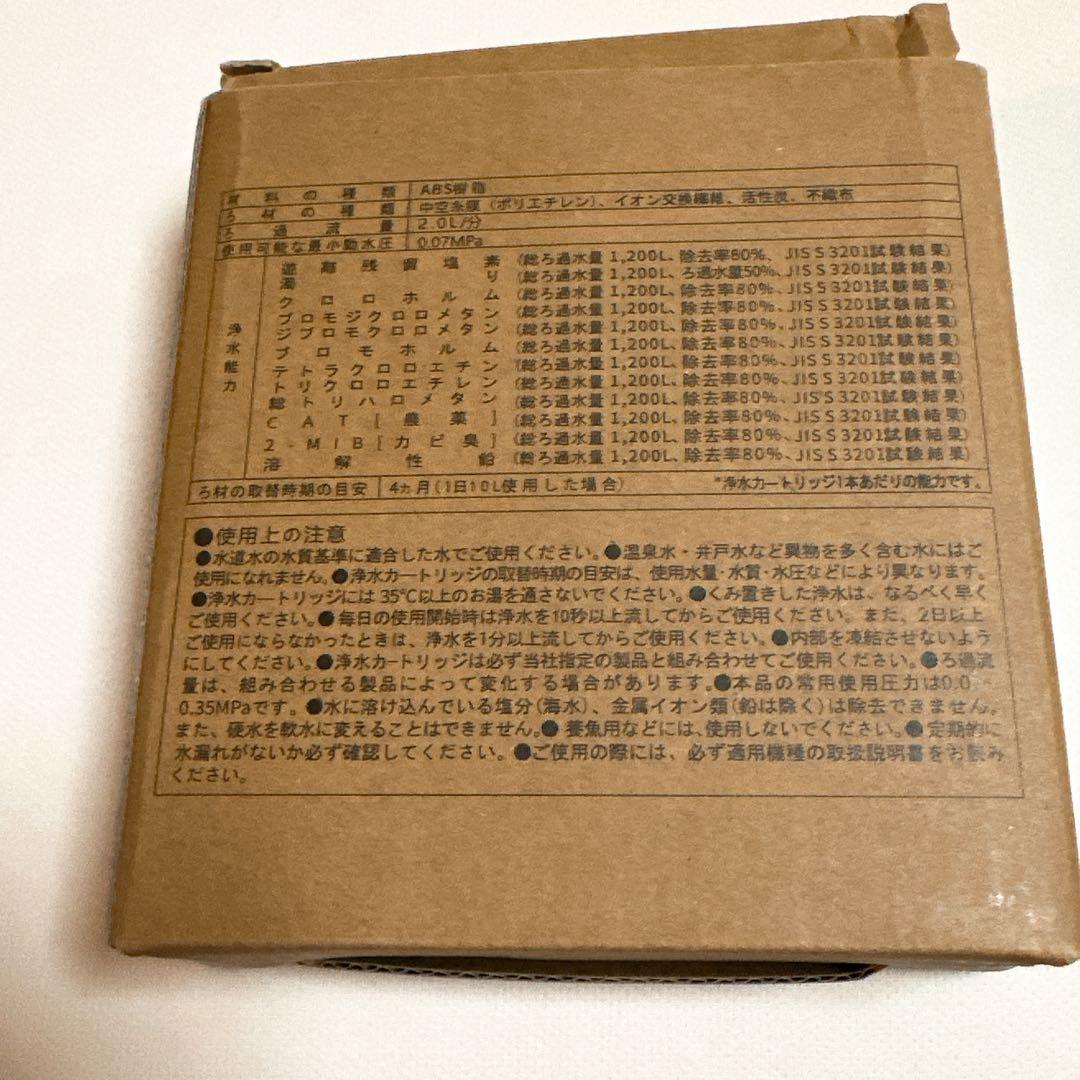 材料の種類 ABS樹脂
ろ材の種類 中空糸膜(ポリエチレン)、イオン交換繊維、活性炭、不織布
ろ過流量 2.0L/分
使用可能な最小動水圧 0.07MPa
浄水能力
遊離残留塩素 (総ろ過水量 1,200L、除去率80%、JIS S 3201試験結果)
濁り (総ろ過水量 1,200L、ろ過水量50%、JIS S 3201試験結果)
クロロホルム (総ろ過水量 1,200L、除去率80%、JIS S 3201試験結果)
ブロモジクロロメタン (総ろ過水量 1,200L、除去率80%、JIS S 3201試験結果)
ジブロモクロロメタン (総ろ過水量 1,200L、除去率80%、JIS S 3201試験結果)
ブロモホルム (総ろ過水量 1,200L、除去率80%、JIS S 3201試験結果)
テトラクロロエチン (総ろ過水量 1,200L、除去率80%、JIS S 3201試験結果)
トリクロロエチレン (総ろ過水量 1,200L、除去率80%、JIS S 3201試験結果)
総トリハロメタン (総ろ過水量 1,200L、除去率80%、JIS S 3201試験結果)
CAT[農薬] (総ろ過水量 1,200L、除去率80%、JIS S 3201試験結果)
2-MIB[カビ臭] (総ろ過水量 1,200L、除去率80%、JIS S 3201試験結果)
溶解性鉛 (総ろ過水量 1,200L、除去率80%、JIS S 3201試験結果)
ろ材の取替時期の目安 4ヵ月(1日10L使用した場合) *浄水カートリッジ1本あたりの能力です。
●使用上の注意
●水道水の水質基準に適合した水でご使用ください。●温泉水・井戸水など異物を多く含む水にはご
使用になれません。●浄水カートリッジの取替時期の目安は、使用水量・水質・水圧などにより異なります。
●浄水カートリッジには35℃以上のお湯を通さないでください。●くみ置きした浄水は、なるべく早く
ご使用ください。●毎日の使用開始時は浄水を10秒以上流してからご使用ください。また、2日以上
ご使用にならなかったときは、浄水を1分以上流してからご使用ください。●内部を凍結させないよう
にしてください。●浄水カートリッジは必ず当社指定の製品と組み合わせてご使用ください。●ろ過流
量は、組み合わせる製品によって変化する場合があります。●本品の常用使用圧力は0.0
0.35MPaです。●水に溶け込んでいる塩分(海水)、金属イオン類(鉛は除く)は除去できません。
また、硬水を軟水に変えることはできません。●養魚用などには、使用しないでください。●定期的に
水漏れがないか必ず確認してください。●ご使用の際には、必ず適用機種の取扱説明書をお読み
ください。